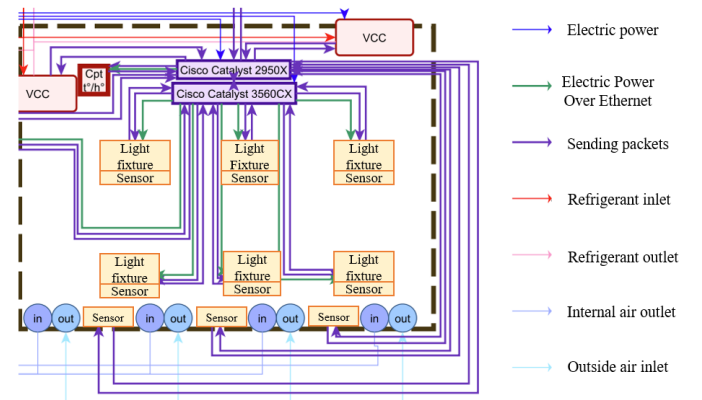 VCC
Electric power
Cisco Catalyst 2950X
Cpt
t°/h°
VCC
Electric Power
Over Ethernet
Cisco Catalyst 3560CX
Light
fixture
Sensor
Light
Fixture
Sensor
Light
fixture
Sensor
Sending packets
Refrigerant inlet
Light
fixture
Sensor
Light
fixture
Sensor
Light
fixture
Sensor
Refrigerant outlet
in
out
Sensor
in
out
Sensor
in
out
Sensor
in
out
Internal air outlet
Outside air inlet